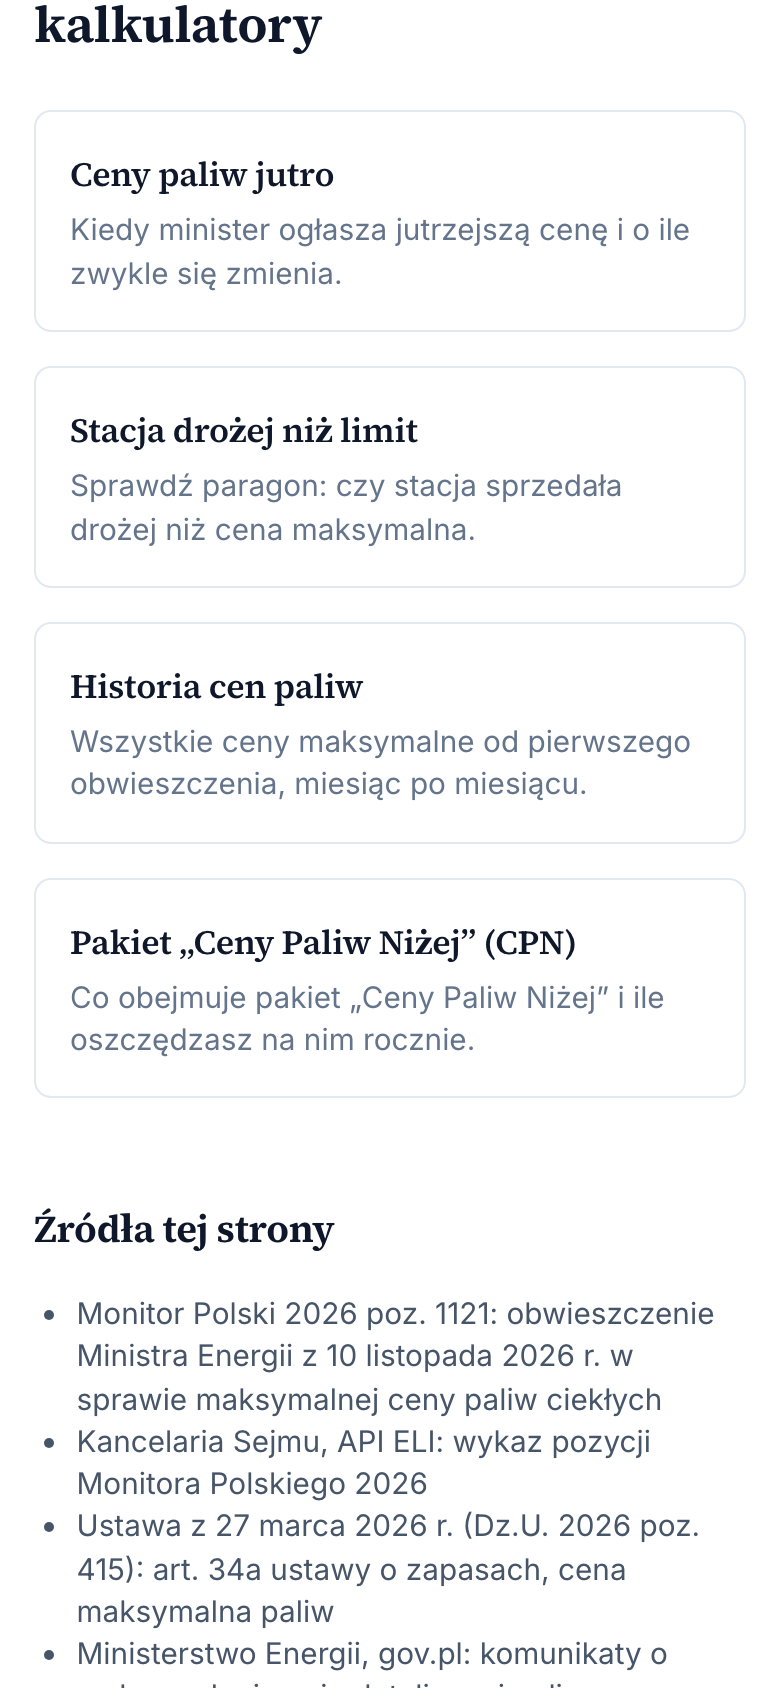 kalkulatory
Ceny paliw jutro
Kiedy minister ogłasza jutrzejszą cenę i o ile
zwykle się zmienia.
Stacja drożej niż limit
Sprawdź paragon: czy stacja sprzedała
drożej niż cena maksymalna.
Historia cen paliw
Wszystkie ceny maksymalne od pierwszego
obwieszczenia, miesiąc po miesiącu.
Pakiet „Ceny Paliw Niżej” (CPN)
Co obejmuje pakiet „Ceny Paliw Niżej” i ile
oszczędzasz na nim rocznie.
Źródła tej strony
• Monitor Polski 2026 poz. 1121: obwieszczenie
Ministra Energii z 10 listopada 2026 r. w
sprawie maksymalnej ceny paliw ciekłych
• Kancelaria Sejmu, API ELI: wykaz pozycji
Monitora Polskiego 2026
• Ustawa z 27 marca 2026 r. (Dz.U. 2026 poz.
415): art. 34a ustawy o zapasach, cena
maksymalna paliw
• Ministerstwo Energii, gov.pl: komunikaty o